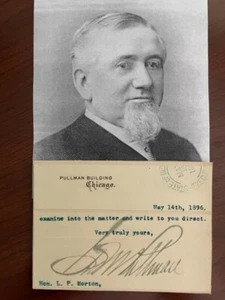 PULLMAN BUILDING
Chicago.
May 14th, 1896.
examine into the matter and write to you direct.
Very truly yours,
Hon. L. P. Morton,